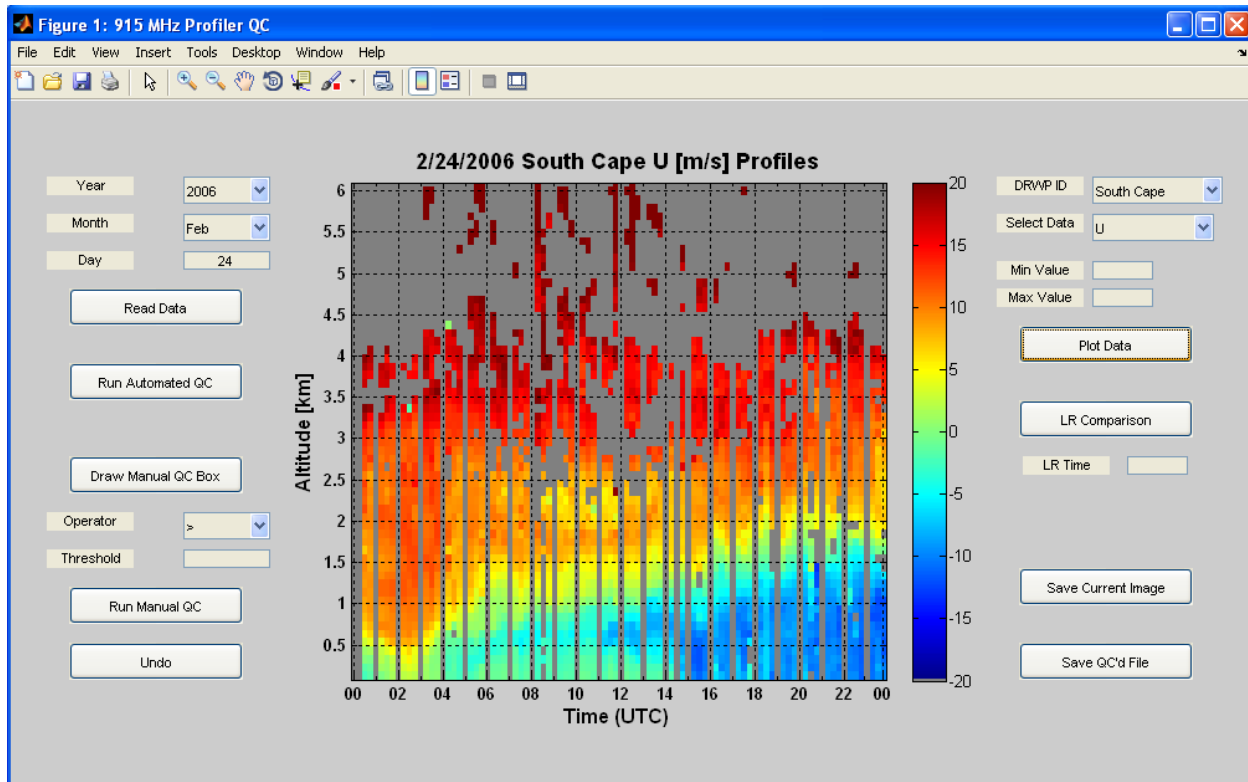 Figure 1: 915 MHz Profiler QC
File Edit View Insert Tools Desktop Window Help
2/24/2006 South Cape U [m/s] Profiles
Year 2006
Month Feb
Day 24
Read Data
Run Automated QC
Draw Manual QC Box
Operator >
Threshold
Run Manual QC
Undo
Altitude [km]
6
5.5
5
4.5
4
3.5
3
2.5
2
1.5
1
0.5
00 02 04 06 08 10 12 14 16 18 20 22 00
Time (UTC)
20
15
10
5
0
-5
-10
-15
-20
DRWP ID South Cape
Select Data U
Min Value
Max Value
Plot Data
LR Comparison
LR Time
Save Current Image
Save QC'd File